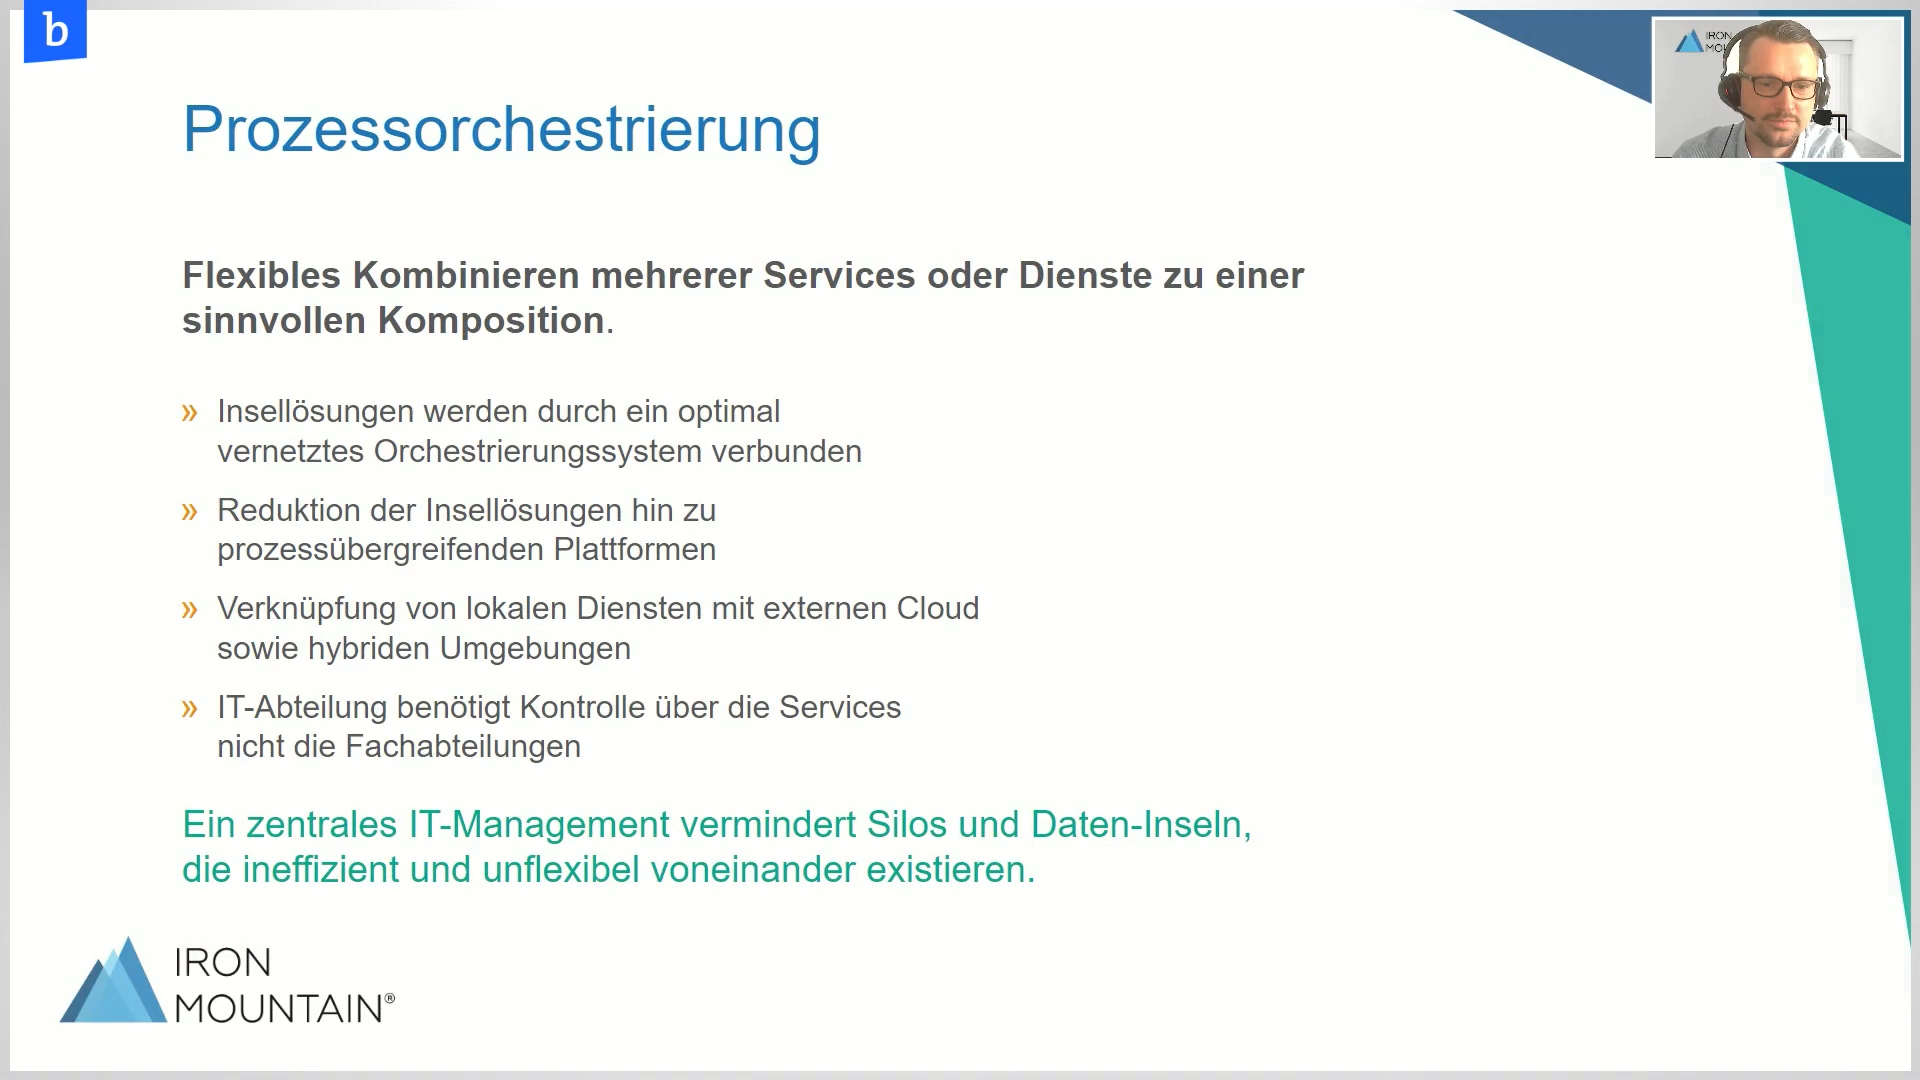 b
IRON
MOU
Prozessorchestrierung
Flexibles Kombinieren mehrerer Services oder Dienste zu einer
sinnvollen Komposition.
» Insellösungen werden durch ein optimal
vernetztes Orchestrierungssystem verbunden
» Reduktion der Insellösungen hin zu
prozessübergreifenden Plattformen
» Verknüpfung von lokalen Diensten mit externen Cloud
sowie hybriden Umgebungen
» IT-Abteilung benötigt Kontrolle über die Services
nicht die Fachabteilungen
Ein zentrales IT-Management vermindert Silos und Daten-Inseln,
die ineffizient und unflexibel voneinander existieren.
IRON
MOUNTAIN®